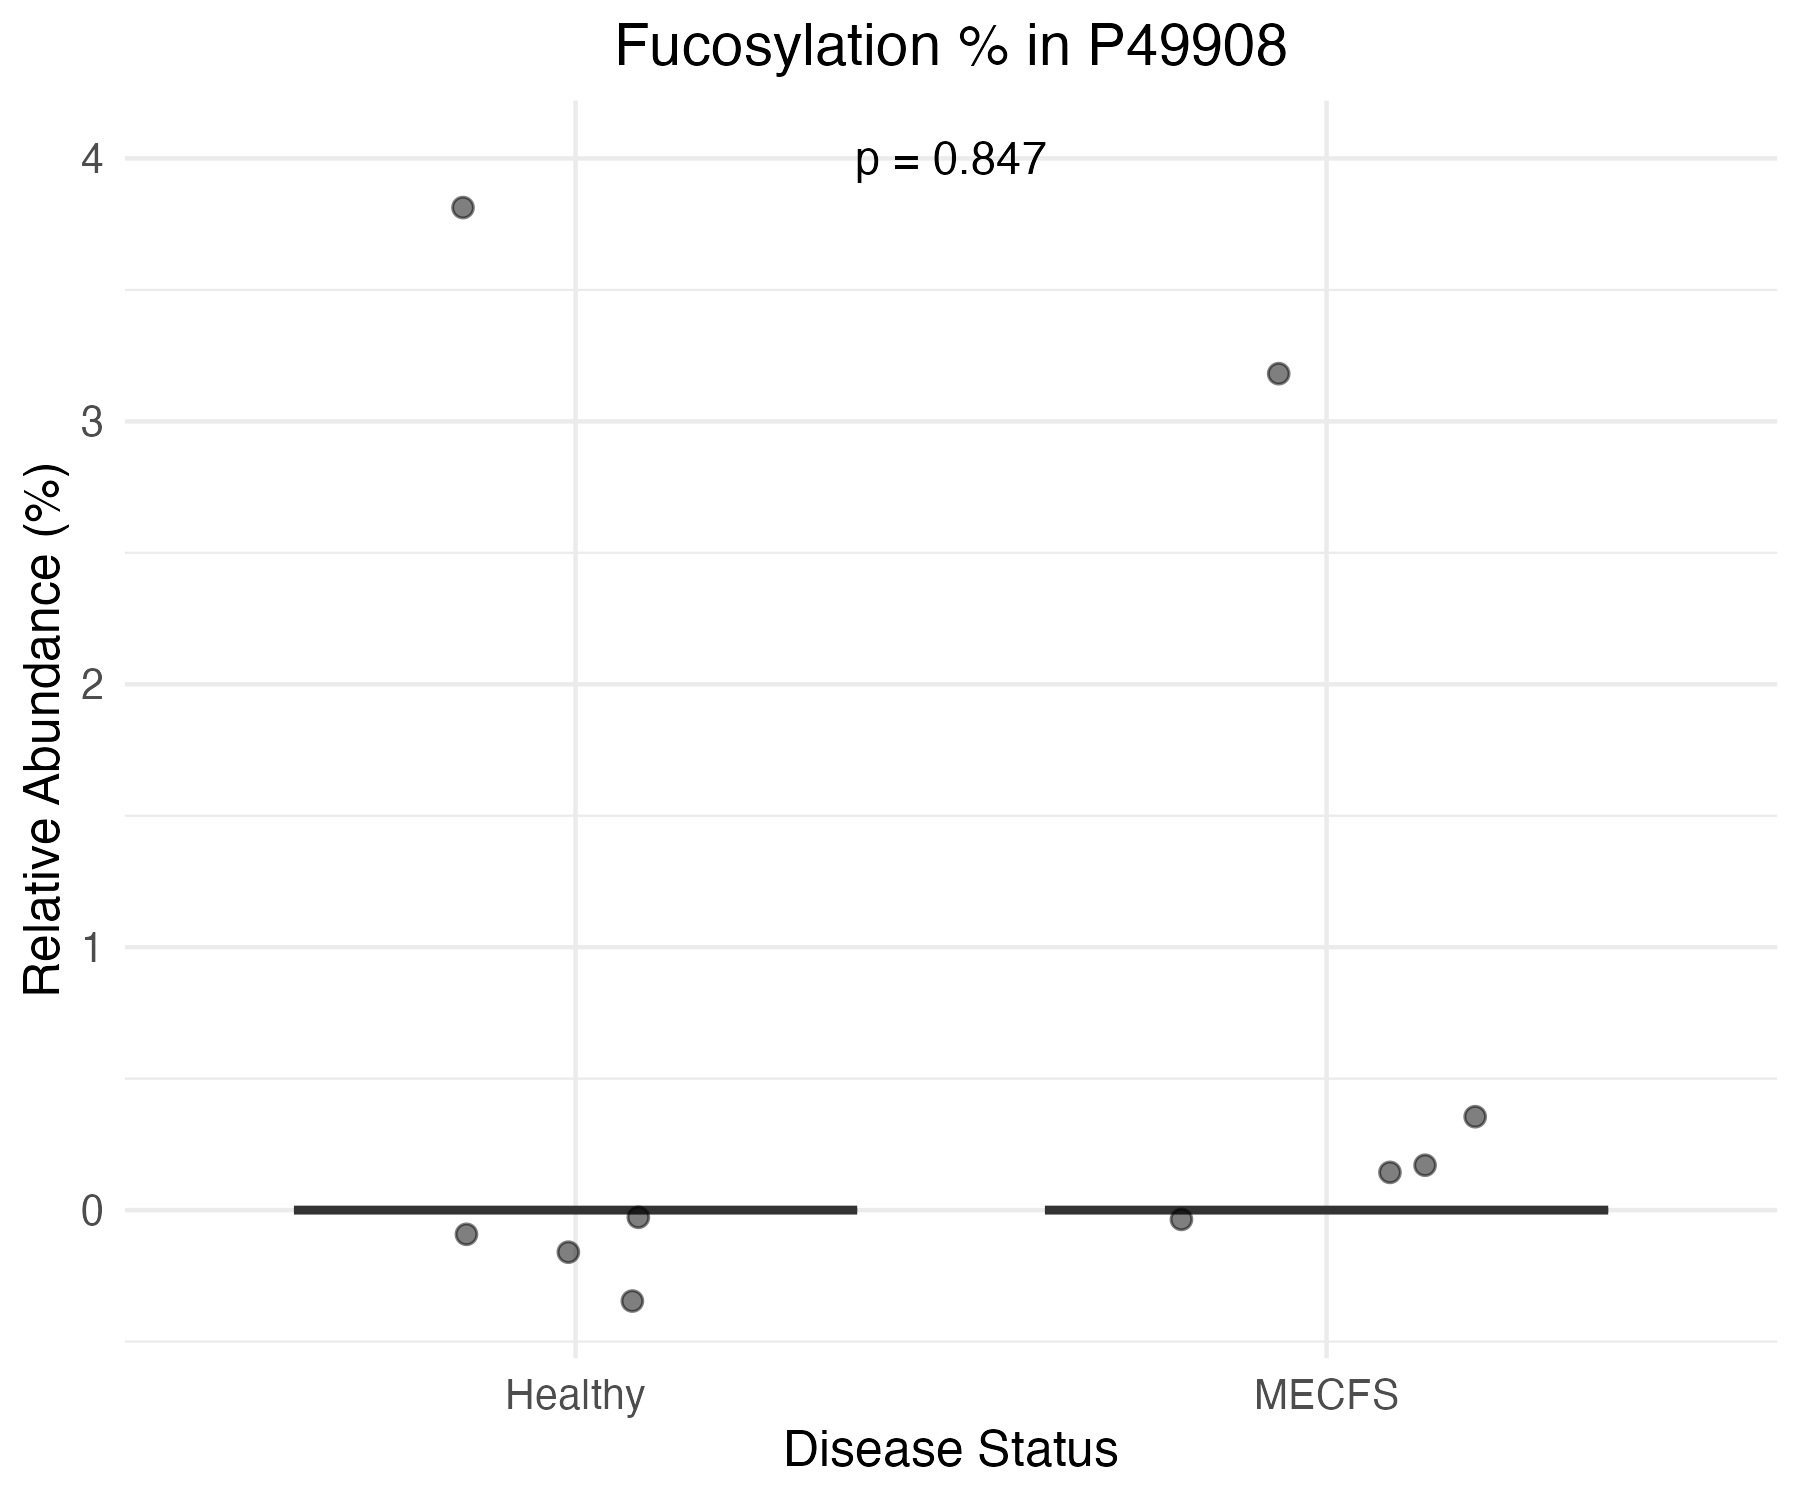 Fucosylation % in P49908
p = 0.847
4
3
2
1
0
Relative Abundance (%)
Healthy
MECFS
Disease Status